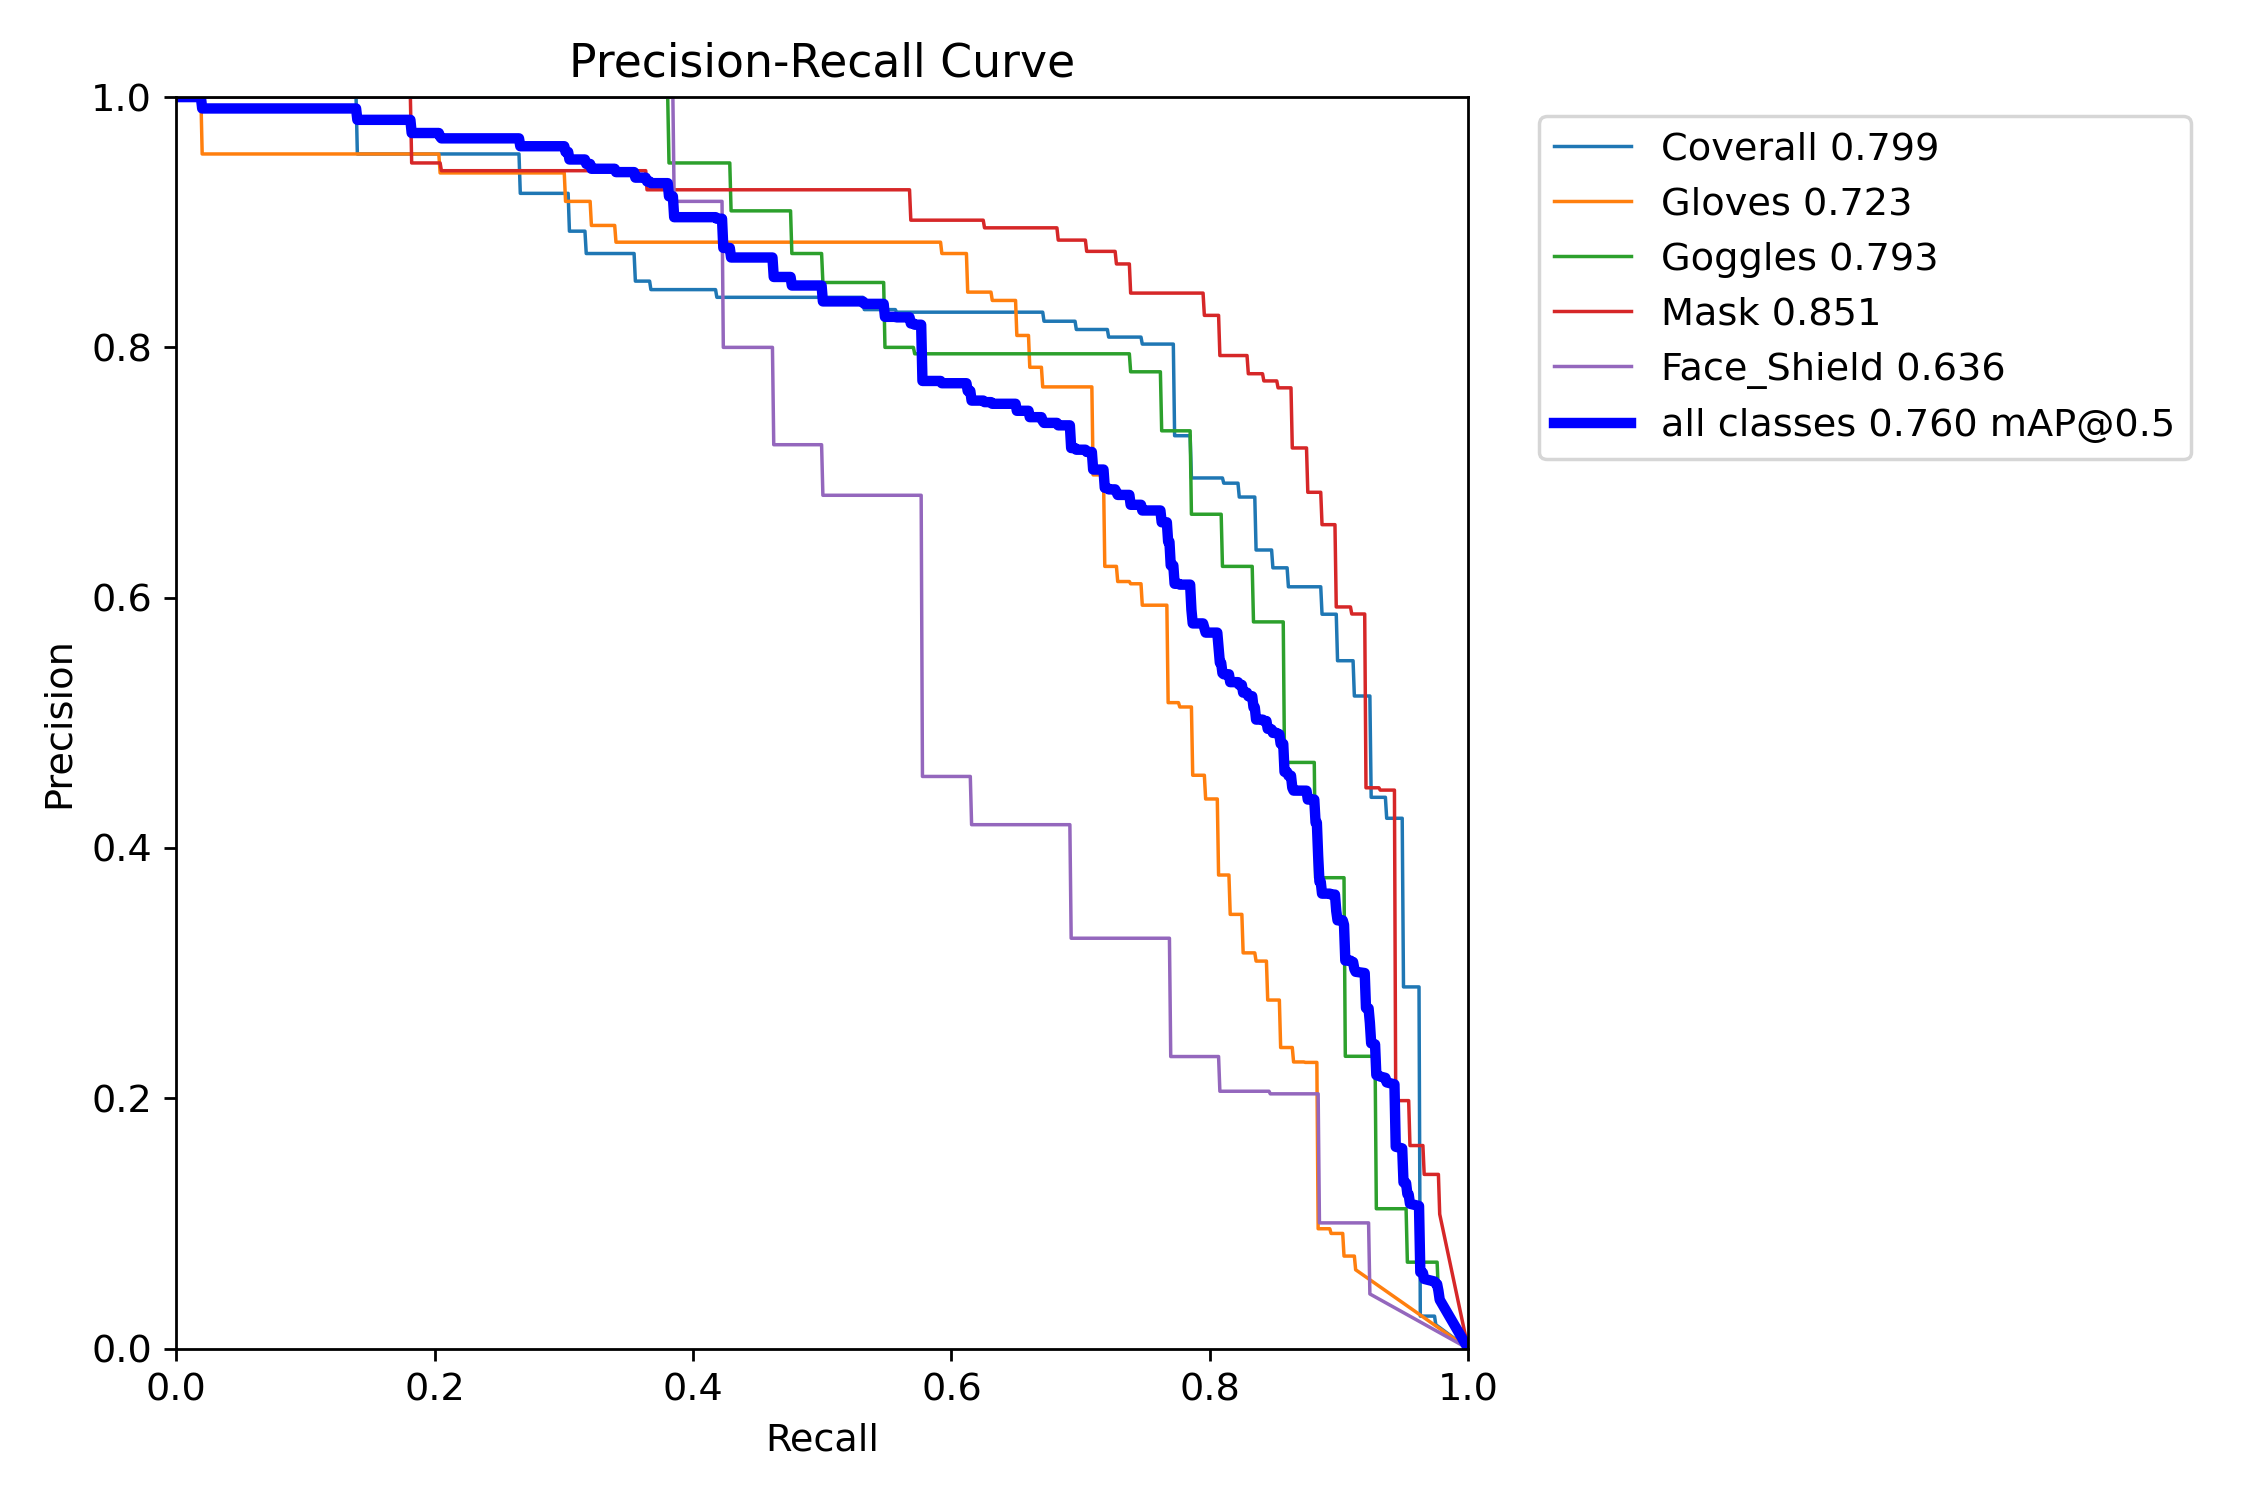 Precision-Recall Curve
1.0
0.8
0.6
0.4
0.2
0.0
Precision
0.0 0.2 0.4 0.6 0.8 1.0
Recall
Coverall 0.799
Gloves 0.723
Goggles 0.793
Mask 0.851
Face_Shield 0.636
all classes 0.760 mAP@0.5